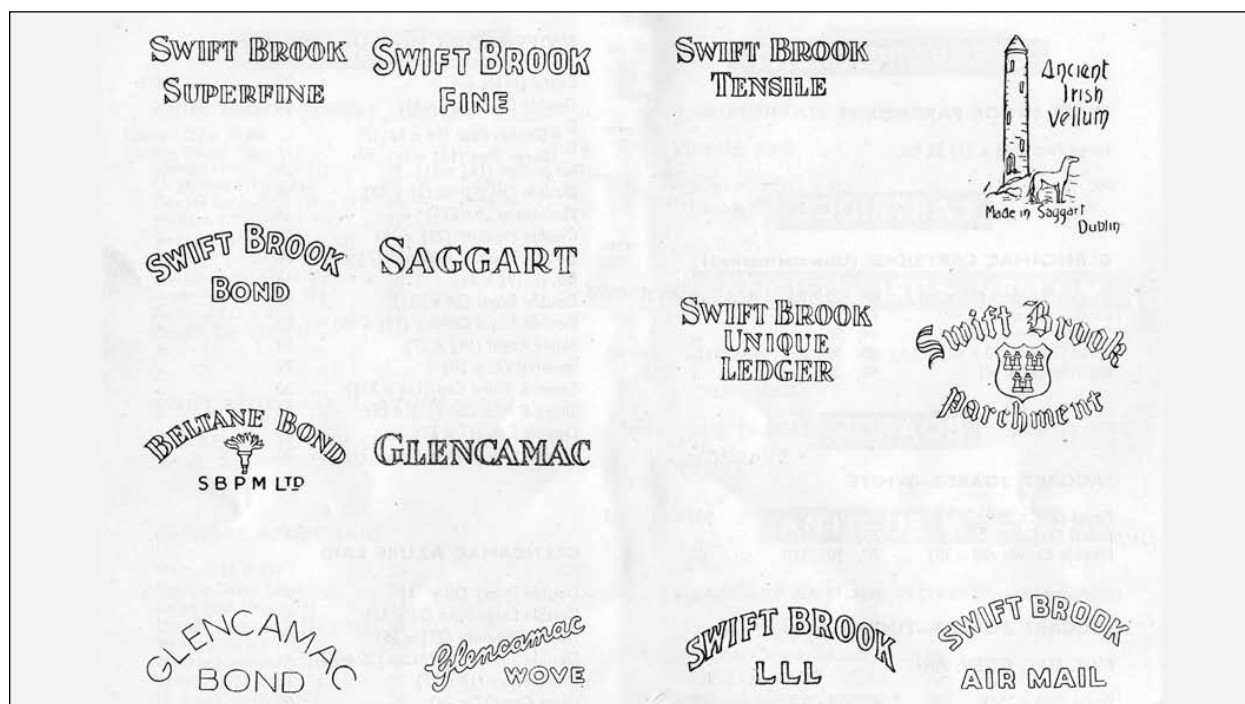 SWIFT BROOK
SUPERFINE
SWIFT BROOK
FINE
SWIFT BROOK
TENSILE
Ancient
Irish
Vellum
Made in Saggart
Dublin
SWIFT BROOK
BOND
SAGGART
SWIFT BROOK
UNIQUE
LEDGER
Swift Brook
parchment
BELTANE BOND
S B P M LTD
GLENCAMAC
GLENCAMAC
BOND
Glencamac
WOVE
SWIFT BROOK
LLL
SWIFT BROOK
AIR MAIL